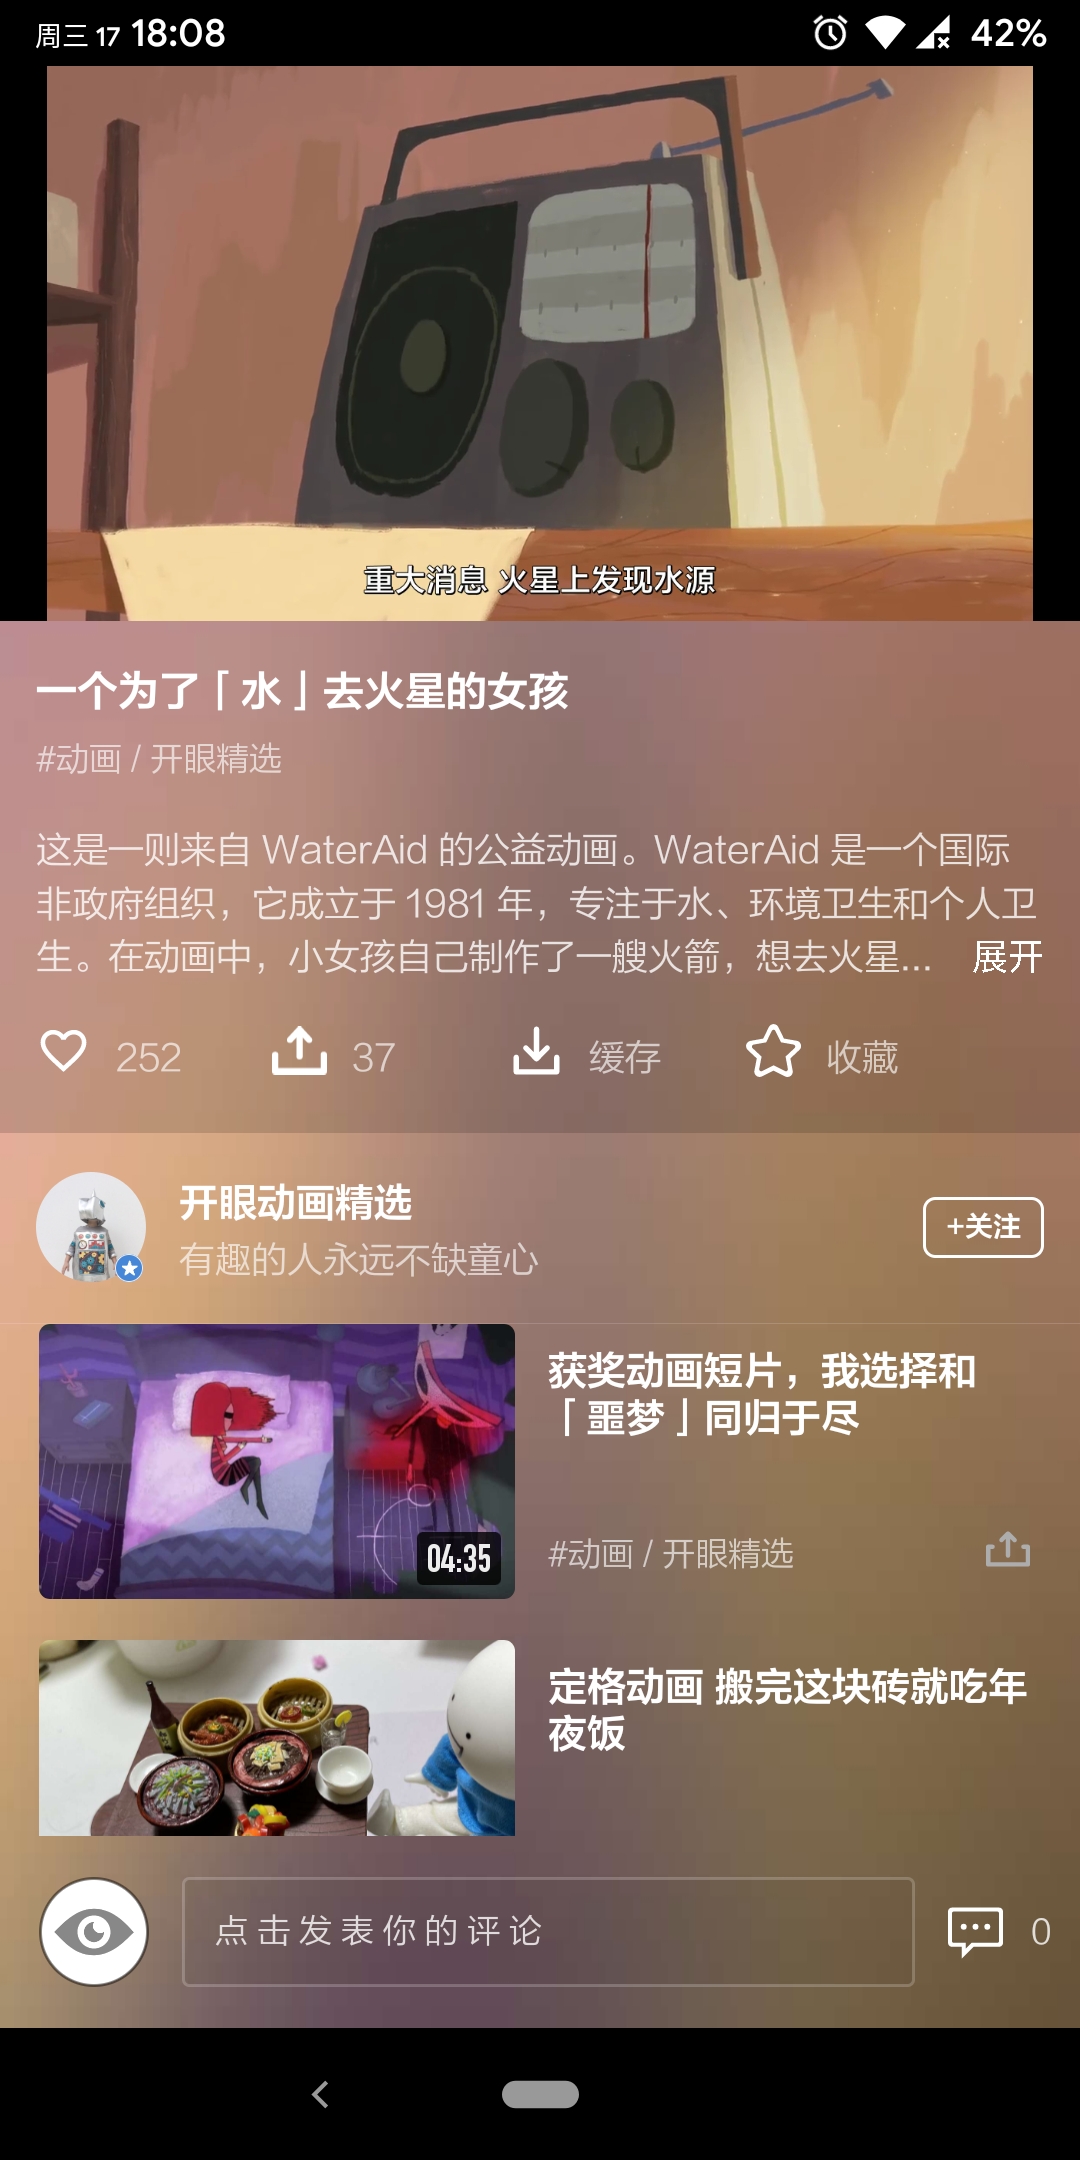 周三 17 18:08
42%
重大消息 火星上发现水源
一个为了「水」去火星的女孩
#动画 / 开眼精选
这是一则来自 WaterAid 的公益动画。WaterAid 是一个国际
非政府组织，它成立于 1981 年，专注于水、环境卫生和个人卫
生。在动画中，小女孩自己制作了一艘火箭，想去火星... 展开
252 37 缓存 收藏
开眼动画精选
有趣的人永远不缺童心
+关注
获奖动画短片，我选择和
「噩梦」同归于尽
04:35
#动画 / 开眼精选
定格动画 搬完这块砖就吃年
夜饭
点击发表你的评论
0